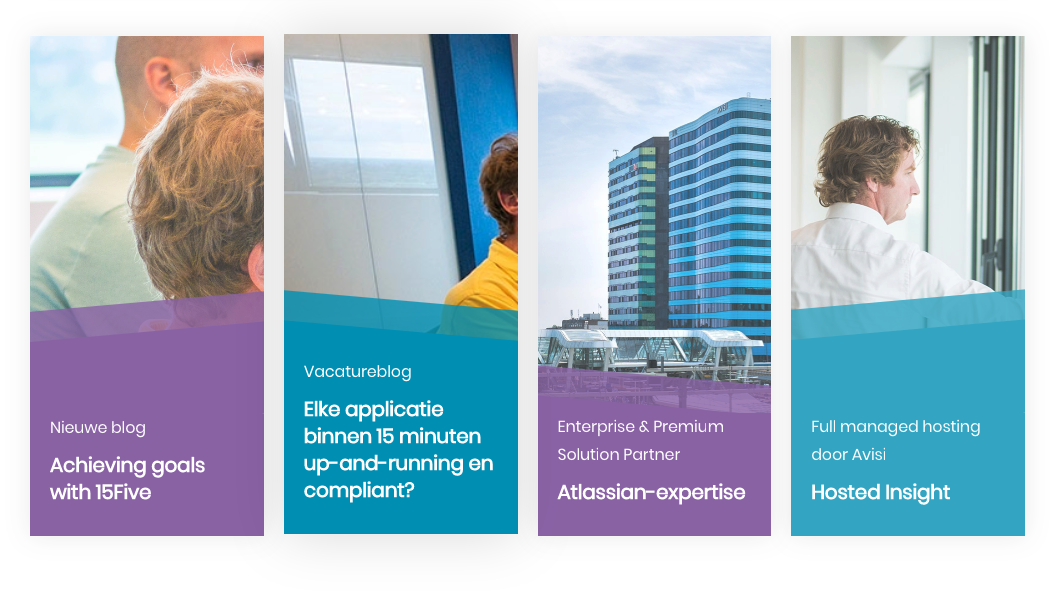 Nieuwe blog
Achieving goals
with 15Five
Vacatureblog
Elke applicatie
binnen 15 minuten
up-and-running en
compliant?
Enterprise & Premium
Solution Partner
Atlassian-expertise
Full managed hosting
door Avisi
Hosted Insight